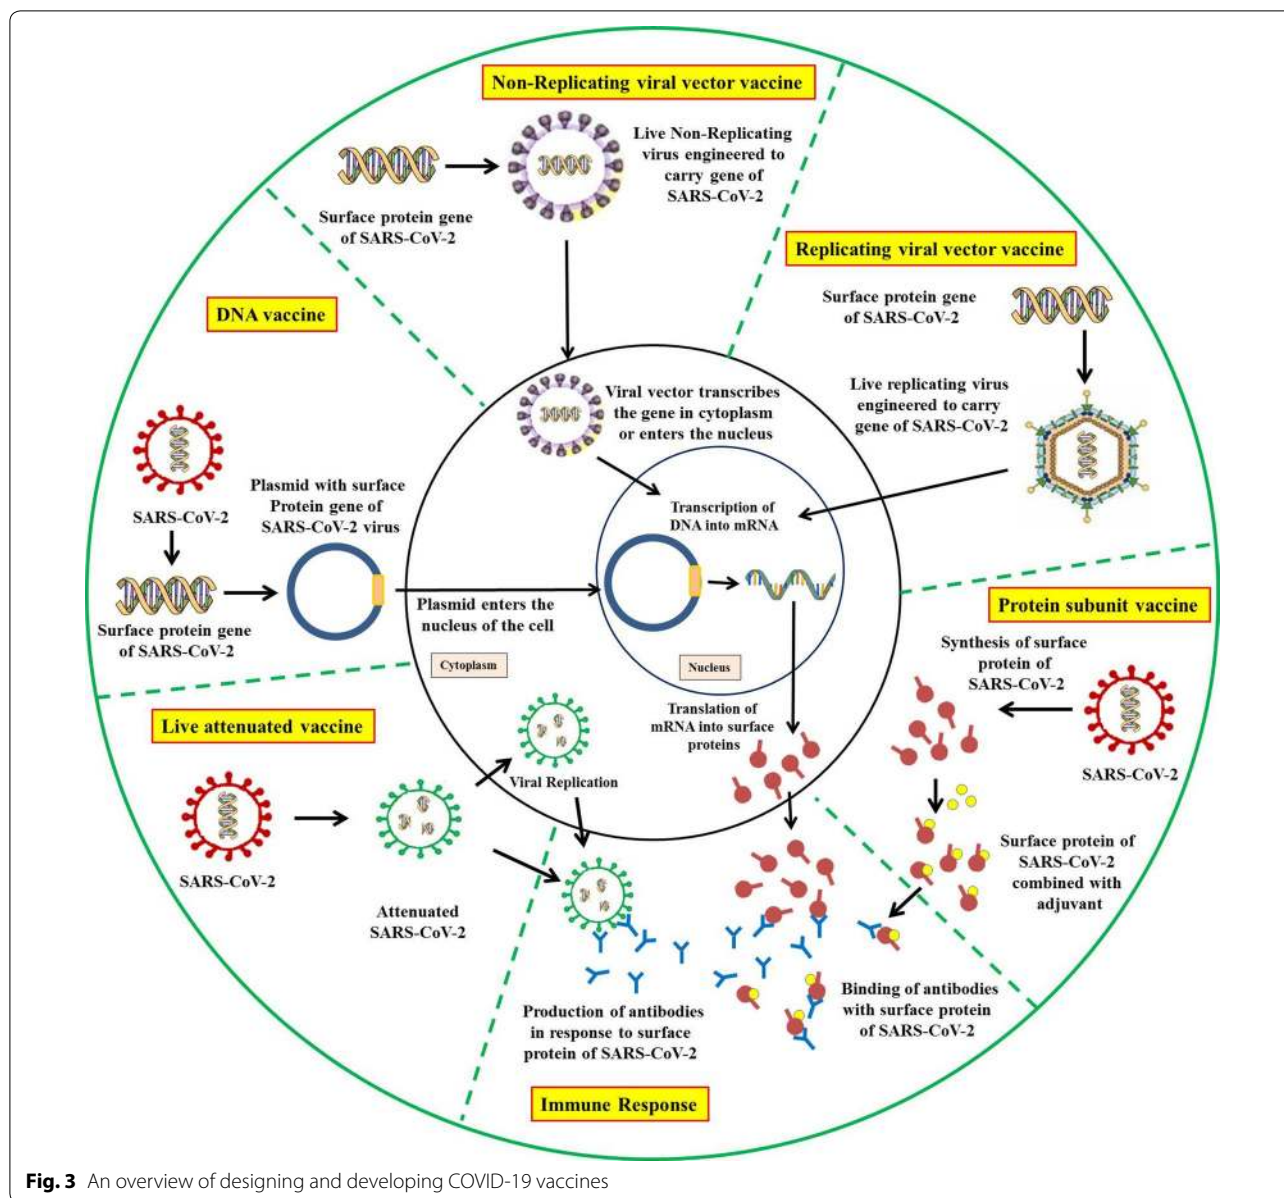 Non-Replicating viral vector vaccine
Live Non-Replicating
virus engineered to
carry gene of
SARS-CoV-2
Surface protein gene
of SARS-CoV-2
Replicating viral vector vaccine
Surface protein gene
of SARS-CoV-2
Live replicating virus
engineered to carry
gene of SARS-CoV-2
DNA vaccine
SARS-CoV-2
Surface protein gene
of SARS-CoV-2
Plasmid with surface
Protein gene of
SARS-CoV-2 virus
Plasmid enters the
nucleus of the cell
Viral vector transcribes
the gene in cytoplasm
or enters the nucleus
Transcription of
DNA into mRNA
Cytoplasm
Nucleus
Translation of
mRNA into surface
proteins
Protein subunit vaccine
Synthesis of surface
protein of
SARS-CoV-2
SARS-CoV-2
Surface protein of
SARS-CoV-2
combined with
adjuvant
Live attenuated vaccine
SARS-CoV-2
Attenuated
SARS-CoV-2
Viral Replication
Production of antibodies
in response to surface
protein of SARS-CoV-2
Binding of antibodies
with surface protein
of SARS-CoV-2
Immune Response
Fig. 3 An overview of designing and developing COVID-19 vaccines